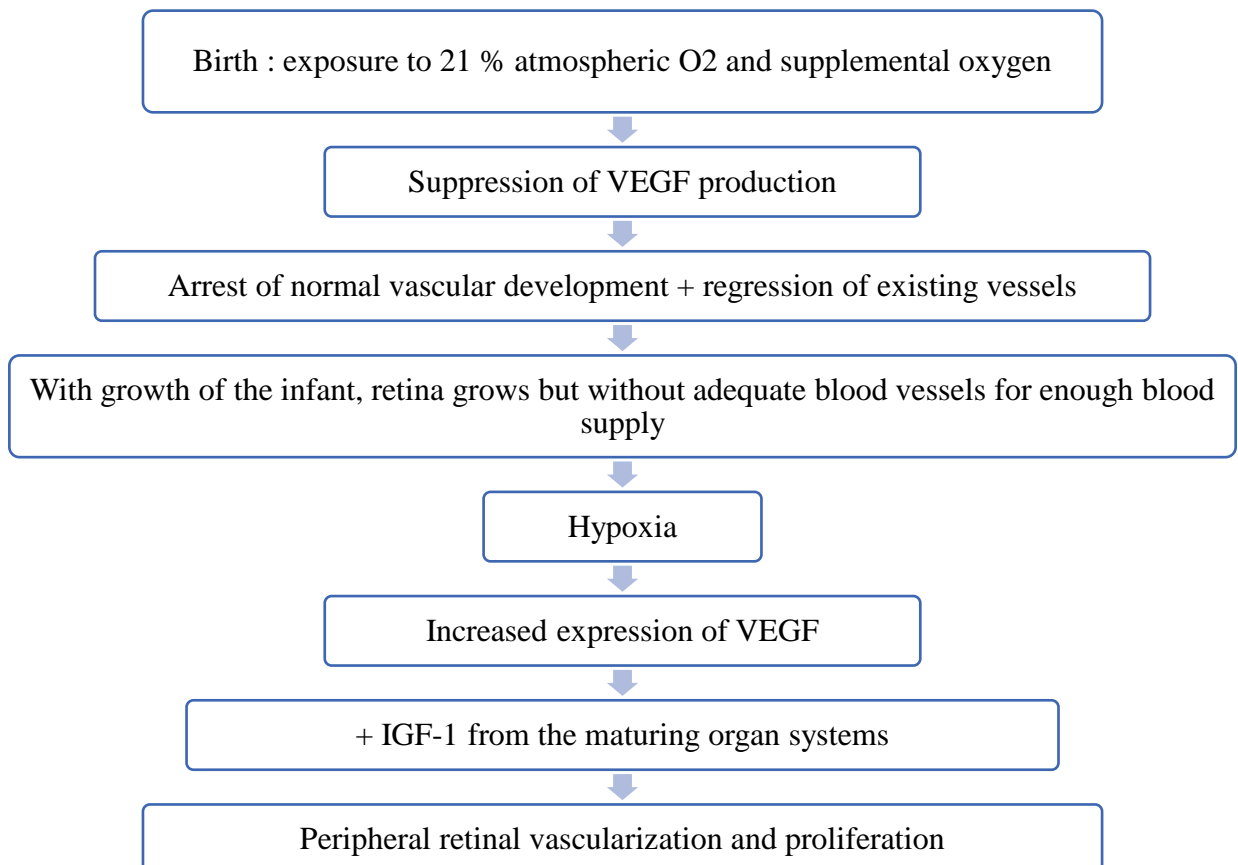 Birth : exposure to 21 % atmospheric O2 and supplemental oxygen
Suppression of VEGF production
Arrest of normal vascular development + regression of existing vessels
With growth of the infant, retina grows but without adequate blood vessels for enough blood
supply
Hypoxia
Increased expression of VEGF
+ IGF-1 from the maturing organ systems
Peripheral retinal vascularization and proliferation